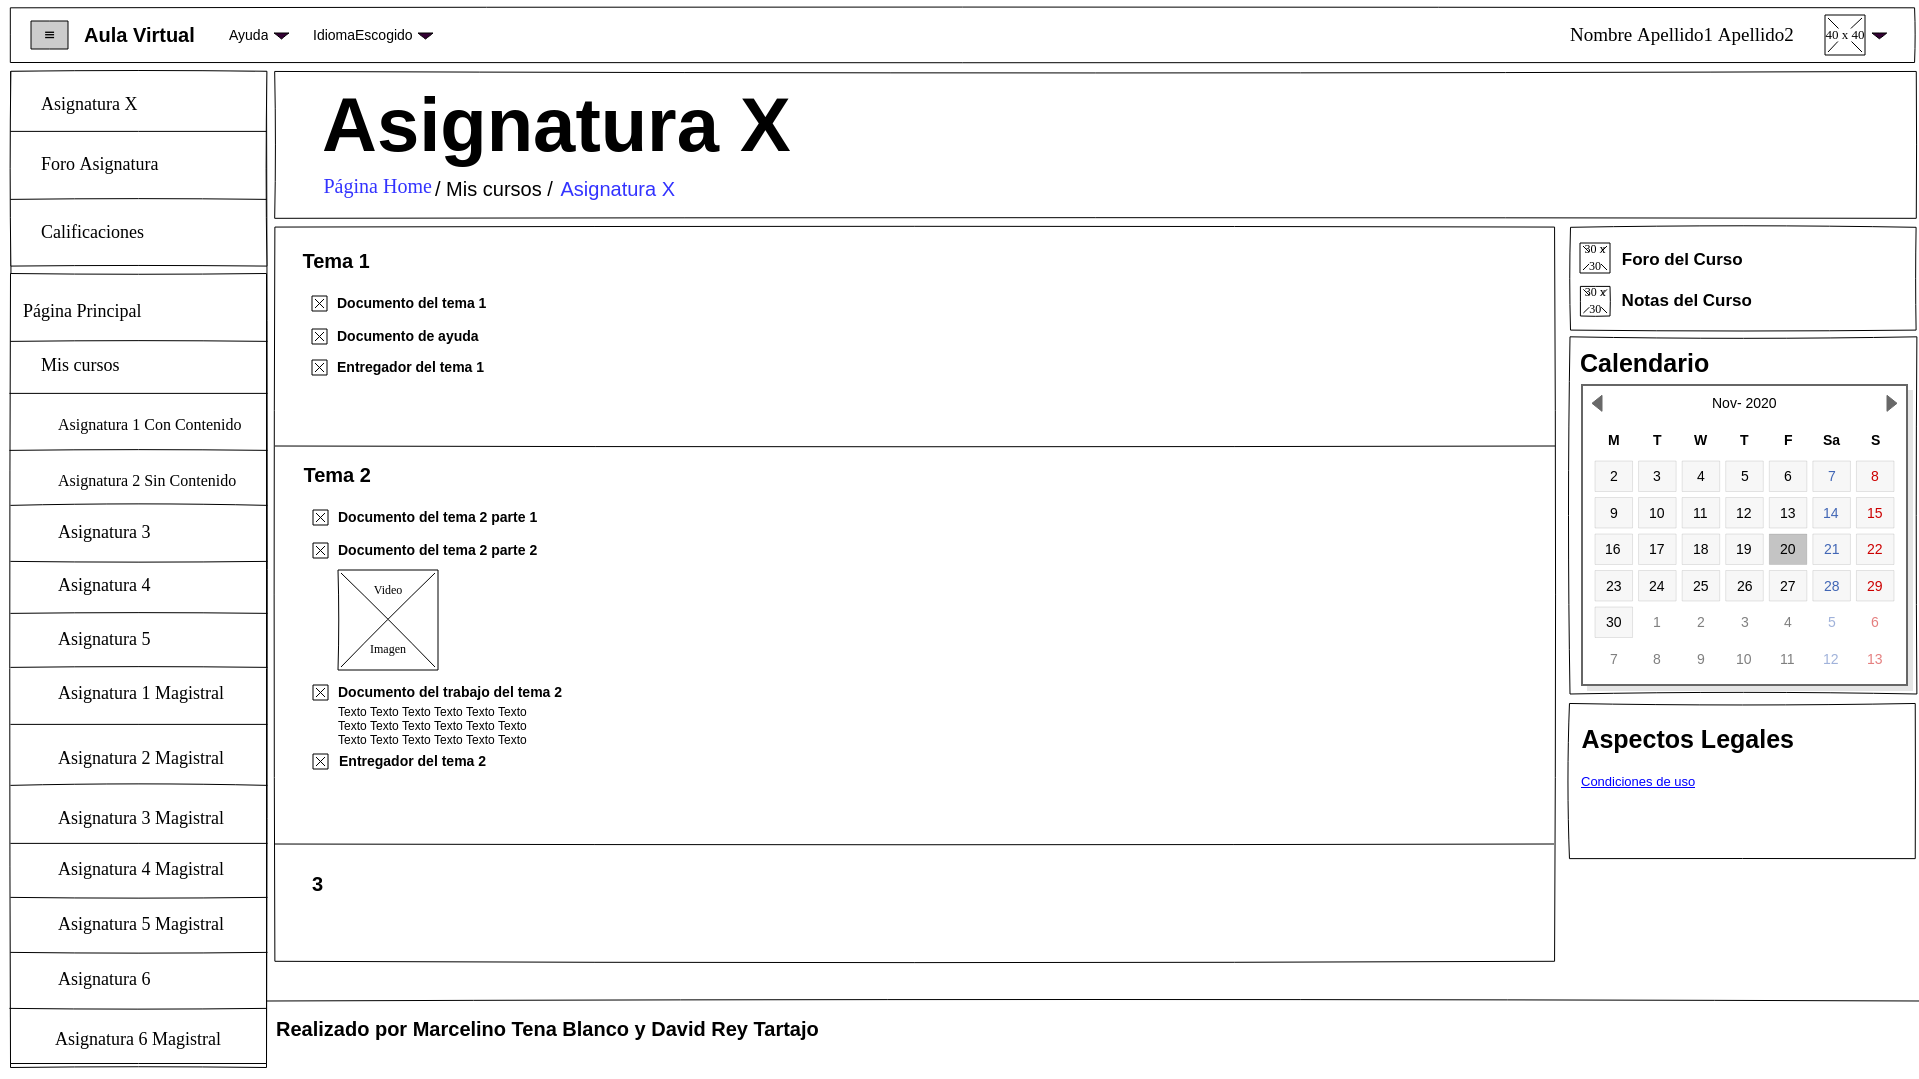 ≡ Aula Virtual Ayuda IdiomaEscogido Nombre Apellido1 Apellido2 40 x 40
Asignatura X
Foro Asignatura
Calificaciones
Página Principal
Mis cursos
Asignatura 1 Con Contenido
Asignatura 2 Sin Contenido
Asignatura 3
Asignatura 4
Asignatura 5
Asignatura 1 Magistral
Asignatura 2 Magistral
Asignatura 3 Magistral
Asignatura 4 Magistral
Asignatura 5 Magistral
Asignatura 6
Asignatura 6 Magistral
Asignatura X
Página Home / Mis cursos / Asignatura X
Tema 1
Documento del tema 1
Documento de ayuda
Entregador del tema 1
Tema 2
Documento del tema 2 parte 1
Documento del tema 2 parte 2
Video
Imagen
Documento del trabajo del tema 2
Texto Texto Texto Texto Texto Texto
Texto Texto Texto Texto Texto Texto
Texto Texto Texto Texto Texto Texto
Entregador del tema 2
3
30 x
30
Foro del Curso
30 x
30
Notas del Curso
Calendario
Nov- 2020
M T W T F Sa S
2 3 4 5 6 7 8
9 10 11 12 13 14 15
16 17 18 19 20 21 22
23 24 25 26 27 28 29
30 1 2 3 4 5 6
7 8 9 10 11 12 13
Aspectos Legales
Condiciones de uso
Realizado por Marcelino Tena Blanco y David Rey Tartajo